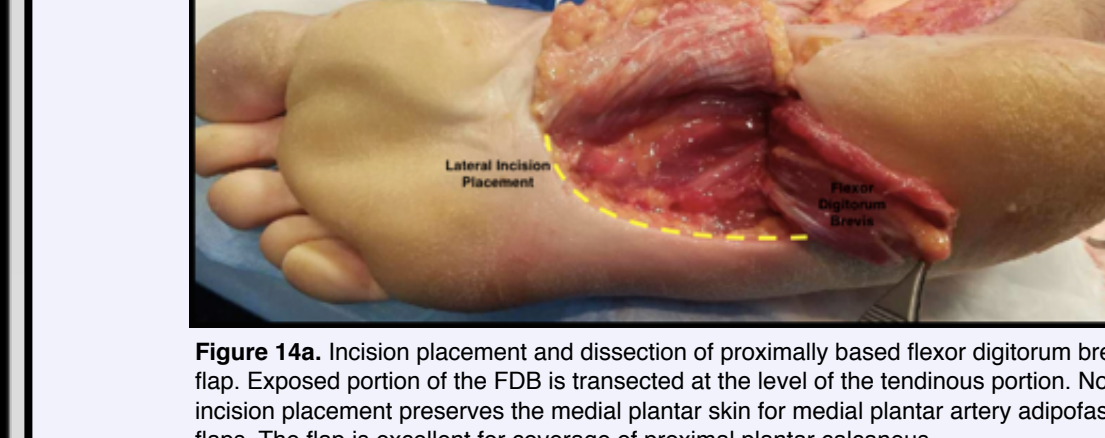 Lateral Incision
Placement
Flexor
Digitorum
Brevis
Figure 14a. Incision placement and dissection of proximally based flexor digitorum bre
flap. Exposed portion of the FDB is transected at the level of the tendinous portion. No
incision placement preserves the medial plantar skin for medial plantar artery adipofas
flaps. The flap is excellent for coverage of proximal plantar calcaneus